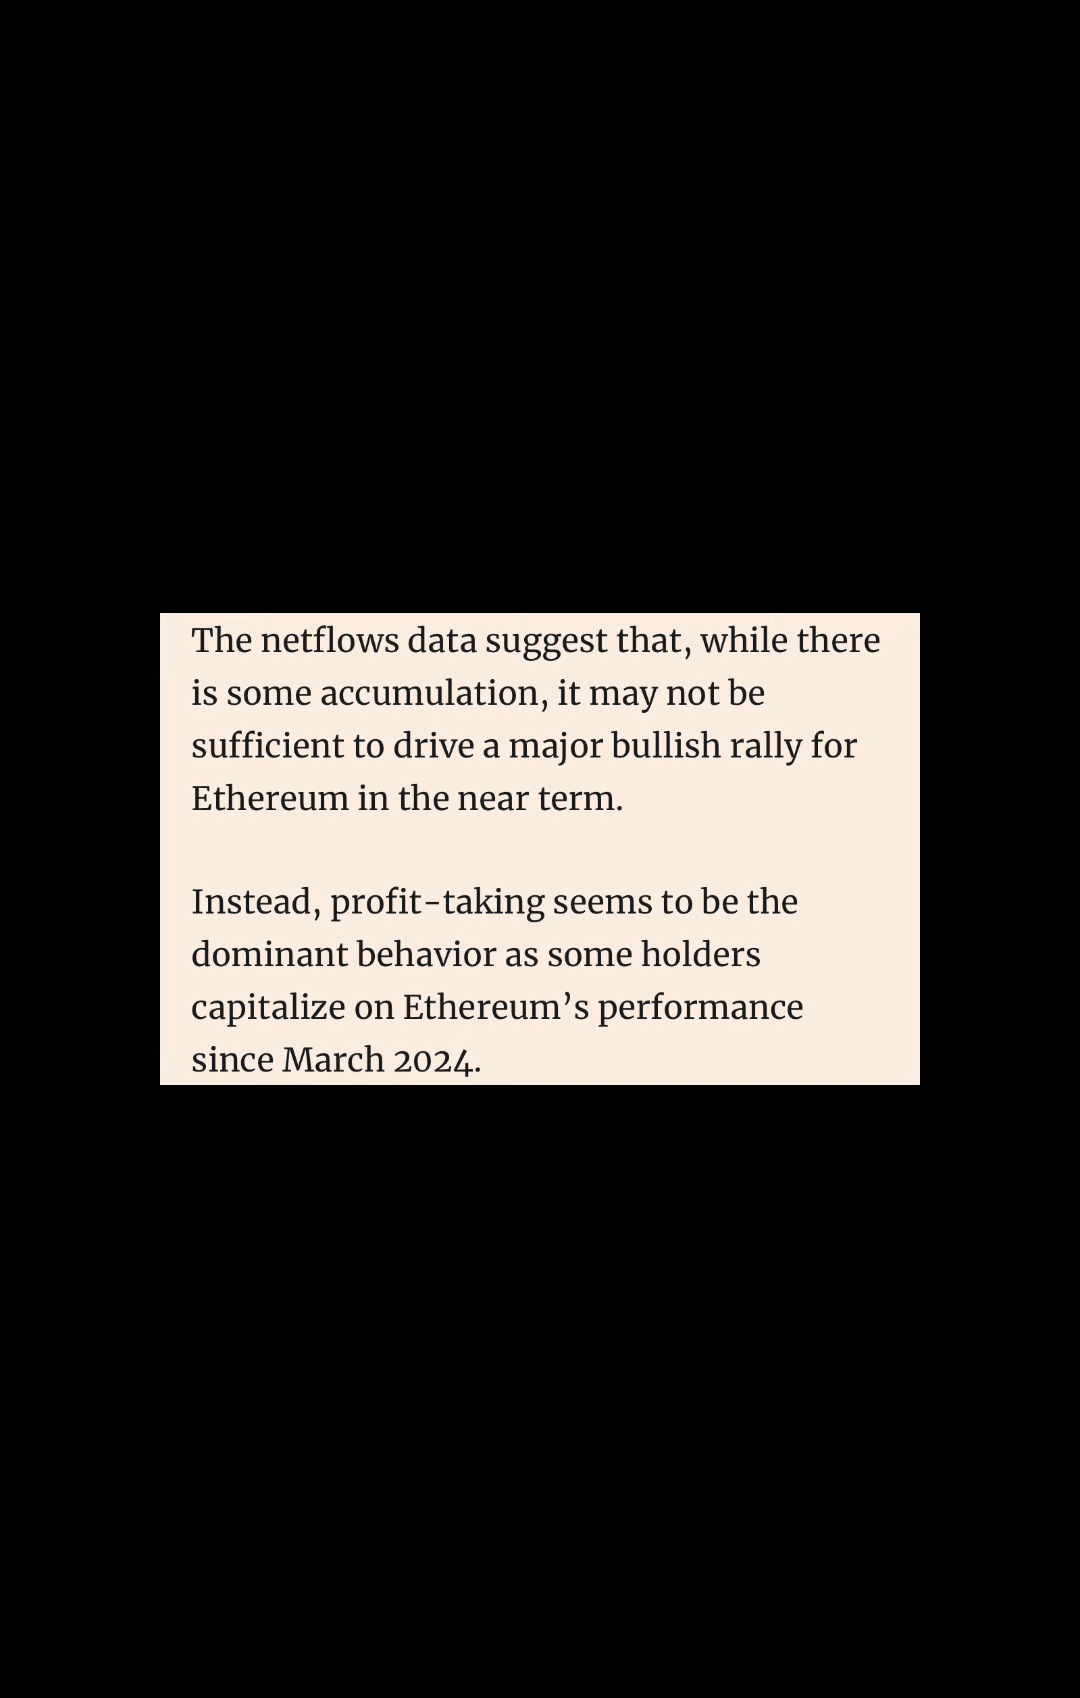 The netflows data suggest that, while there
is some accumulation, it may not be
sufficient to drive a major bullish rally for
Ethereum in the near term.
Instead, profit-taking seems to be the
dominant behavior as some holders
capitalize on Ethereum’s performance
since March 2024.